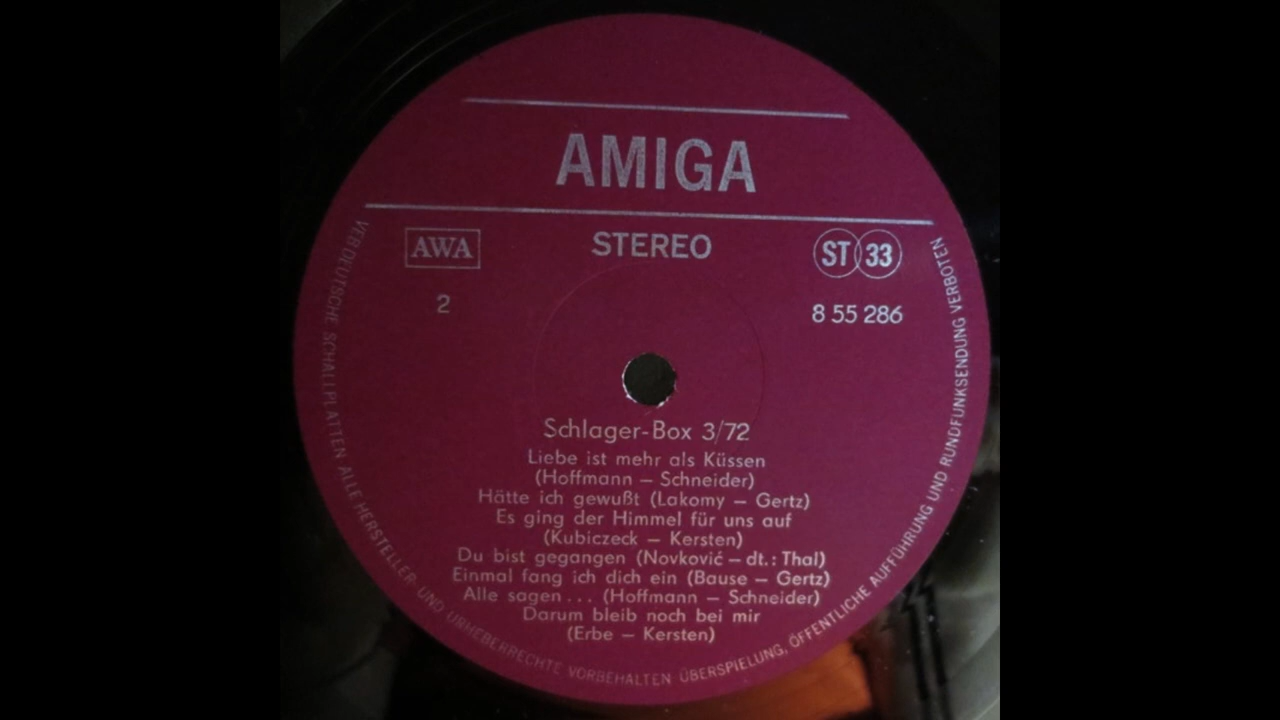 AMIGA
AWA
STEREO
ST 33
2
8 55 286
Schlager-Box 3/72
Liebe ist mehr als Küssen
(Hoffmann – Schneider)
Hätte ich gewußt (Lakomy – Gertz)
Es ging der Himmel für uns auf
(Kubiczeck – Kersten)
Du bist gegangen (Novković – dt.: Thal)
Einmal fang ich dich ein (Bause – Gertz)
Alle sagen . . . (Hoffmann – Schneider)
Darum bleib noch bei mir
(Erbe – Kersten)
VEB DEUTSCHE SCHALLPLATTEN ALLE HERSTELLER- UND URHEBERRECHTE VORBEHALTEN ÜBERSPIELUNG, ÖFFENTLICHE AUFFÜHRUNG UND RUNDFUNKSENDUNG VERBOTEN